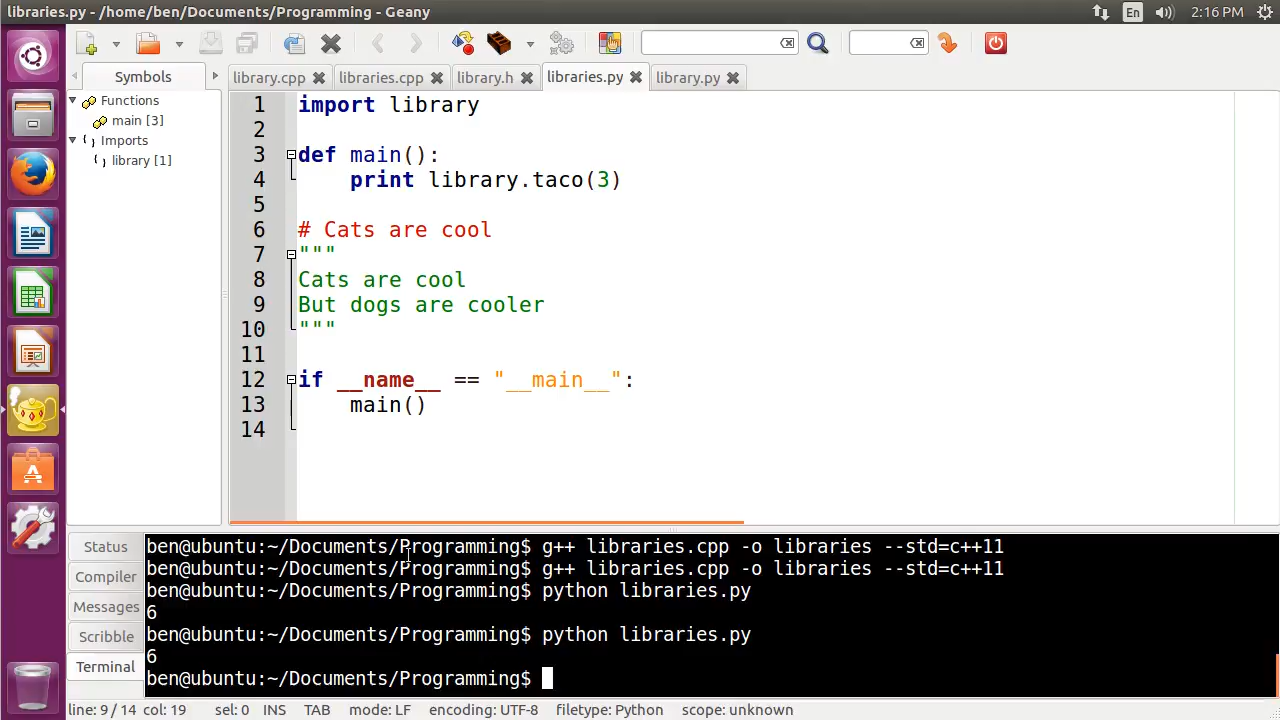 libraries.py - /home/ben/Documents/Programming - Geany
En
2:16 PM
Symbols
library.cpp
libraries.cpp
library.h
libraries.py
library.py
Functions
main [3]
Imports
library [1]
1 import library
2
3 def main():
4 print library.taco(3)
5
6 # Cats are cool
7 """
8 Cats are cool
9 But dogs are cooler
10 """
11
12 if __name__ == "__main__":
13 main()
14
Status
Compiler
Messages
Scribble
Terminal
ben@ubuntu:~/Documents/Programming$ g++ libraries.cpp -o libraries --std=c++11
ben@ubuntu:~/Documents/Programming$ g++ libraries.cpp -o libraries --std=c++11
ben@ubuntu:~/Documents/Programming$ python libraries.py
6
ben@ubuntu:~/Documents/Programming$ python libraries.py
6
ben@ubuntu:~/Documents/Programming$
line: 9 / 14 col: 19 sel: 0 INS TAB mode: LF encoding: UTF-8 filetype: Python scope: unknown